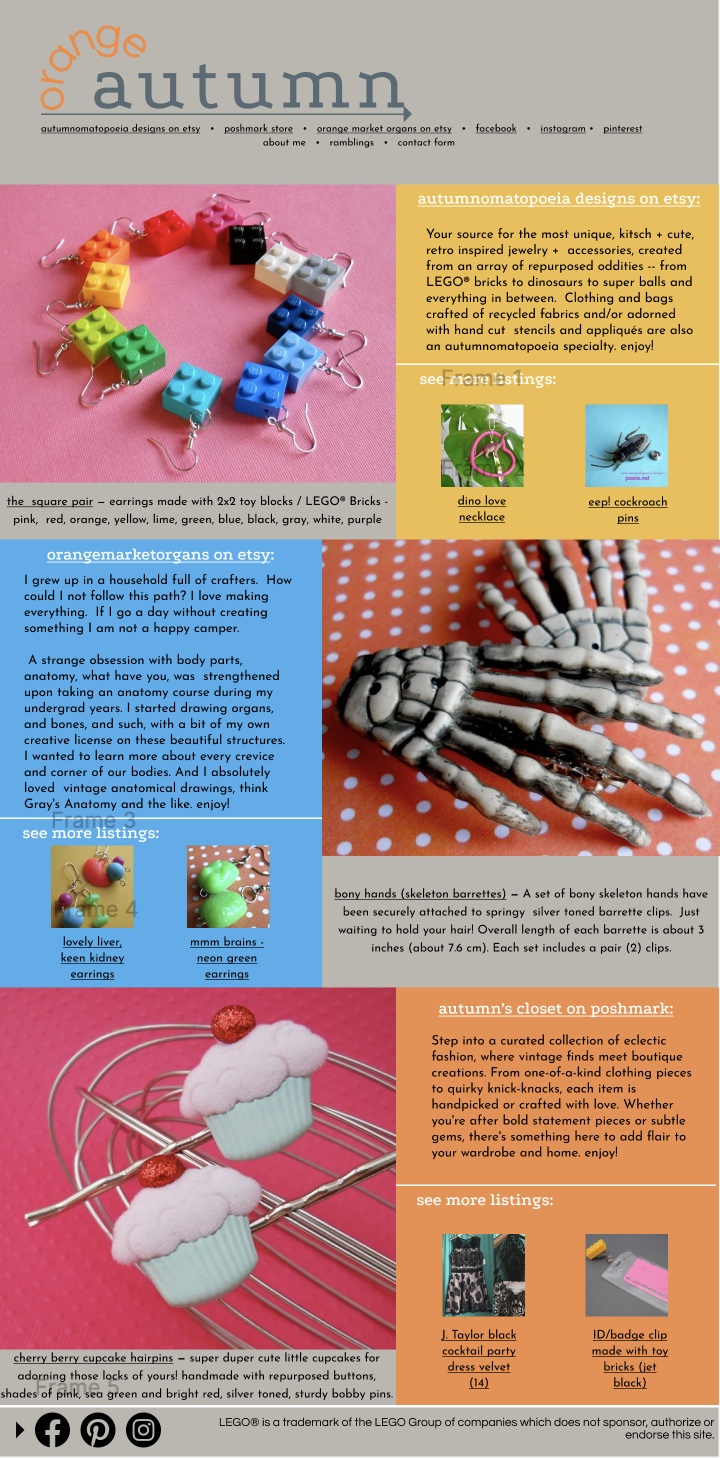 orange
autumn
autumnomatopoeia designs on etsy • poshmark store • orange market organs on etsy • facebook • instagram • pinterest
about me • ramblings • contact form
autumnomatopoeia designs on etsy:
Your source for the most unique, kitsch + cute,
retro inspired jewelry + accessories, created
from an array of repurposed oddities -- from
LEGO® bricks to dinosaurs to super balls and
everything in between. Clothing and bags
crafted of recycled fabrics and/or adorned
with hand cut stencils and appliqués are also
an autumnomatopoeia specialty. enjoy!
Frame 1
see more listings:
dino love
necklace
eep! cockroach
pins
the square pair – earrings made with 2x2 toy blocks / LEGO® Bricks -
pink, red, orange, yellow, lime, green, blue, black, gray, white, purple
orangemarketorgans on etsy:
I grew up in a household full of crafters. How
could I not follow this path? I love making
everything. If I go a day without creating
something I am not a happy camper.
A strange obsession with body parts,
anatomy, what have you, was strengthened
upon taking an anatomy course during my
undergrad years. I started drawing organs,
and bones, and such, with a bit of my own
creative license on these beautiful structures.
I wanted to learn more about every crevice
and corner of our bodies. And I absolutely
loved vintage anatomical drawings, think
Gray's Anatomy and the like. enjoy!
Frame 3
see more listings:
Frame 4
lovely liver,
keen kidney
earrings
mmm brains -
neon green
earrings
bony hands (skeleton barrettes) – A set of bony skeleton hands have
been securely attached to springy silver toned barrette clips. Just
waiting to hold your hair! Overall length of each barrette is about 3
inches (about 7.6 cm). Each set includes a pair (2) clips.
autumn's closet on poshmark:
Step into a curated collection of eclectic
fashion, where vintage finds meet boutique
creations. From one-of-a-kind clothing pieces
to quirky knick-knacks, each item is
handpicked or crafted with love. Whether
you're after bold statement pieces or subtle
gems, there's something here to add flair to
your wardrobe and home. enjoy!
see more listings:
J. Taylor black
cocktail party
dress velvet
(14)
ID/badge clip
made with toy
bricks (jet
black)
cherry berry cupcake hairpins – super duper cute little cupcakes for
adorning those locks of yours! handmade with repurposed buttons,
shades of pink, sea green and bright red, silver toned, sturdy bobby pins.
Frame 5
LEGO® is a trademark of the LEGO Group of companies which does not sponsor, authorize or
endorse this site.